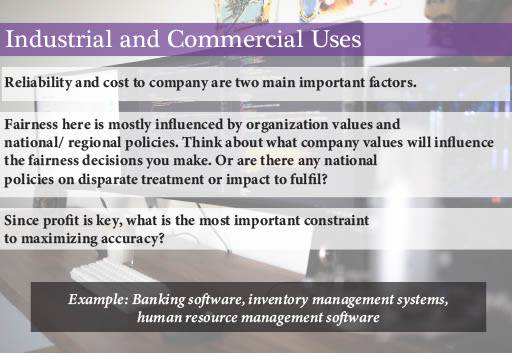 Industrial and Commercial Uses
Reliability and cost to company are two main important factors.
Fairness here is mostly influenced by organization values and
national/ regional policies. Think about what company values will influence
the fairness decisions you make. Or are there any national
policies on disparate treatment or impact to fulfil?
Since profit is key, what is the most important constraint
to maximizing accuracy?
Example: Banking software, inventory management systems,
human resource management software